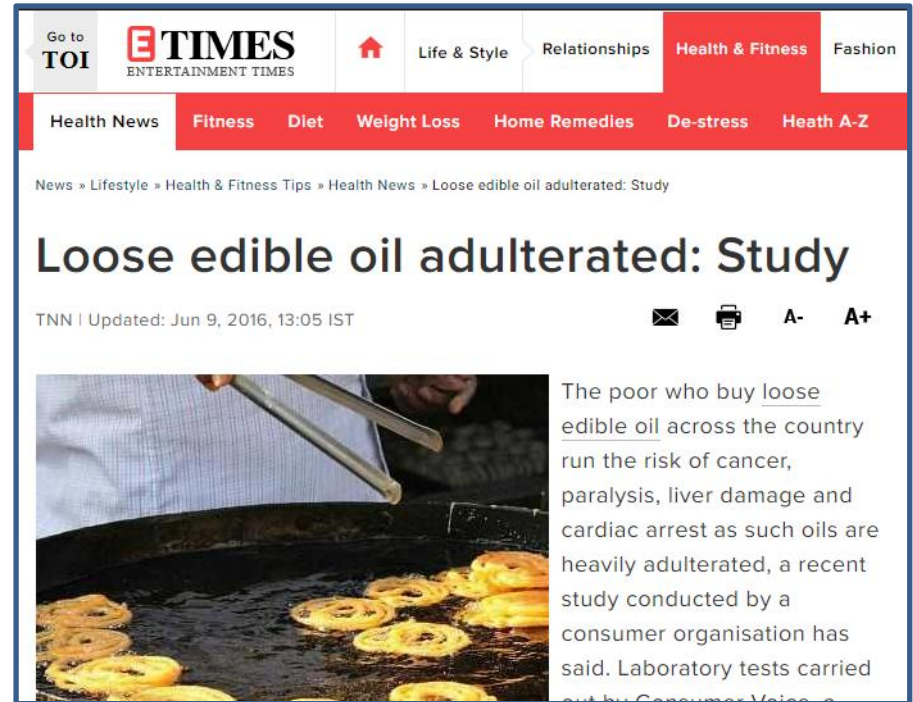 Go to
TOI
E TIMES
ENTERTAINMENT TIMES
Life & Style
Relationships
Health & Fitness
Fashion
Health News
Fitness
Diet
Weight Loss
Home Remedies
De-stress
Heath A-Z
News » Lifestyle » Health & Fitness Tips » Health News » Loose edible oil adulterated: Study
Loose edible oil adulterated: Study
TNN | Updated: Jun 9, 2016, 13:05 IST
A-
A+
The poor who buy loose
edible oil across the country
run the risk of cancer,
paralysis, liver damage and
cardiac arrest as such oils are
heavily adulterated, a recent
study conducted by a
consumer organisation has
said. Laboratory tests carried
out by Consumer Voice, a